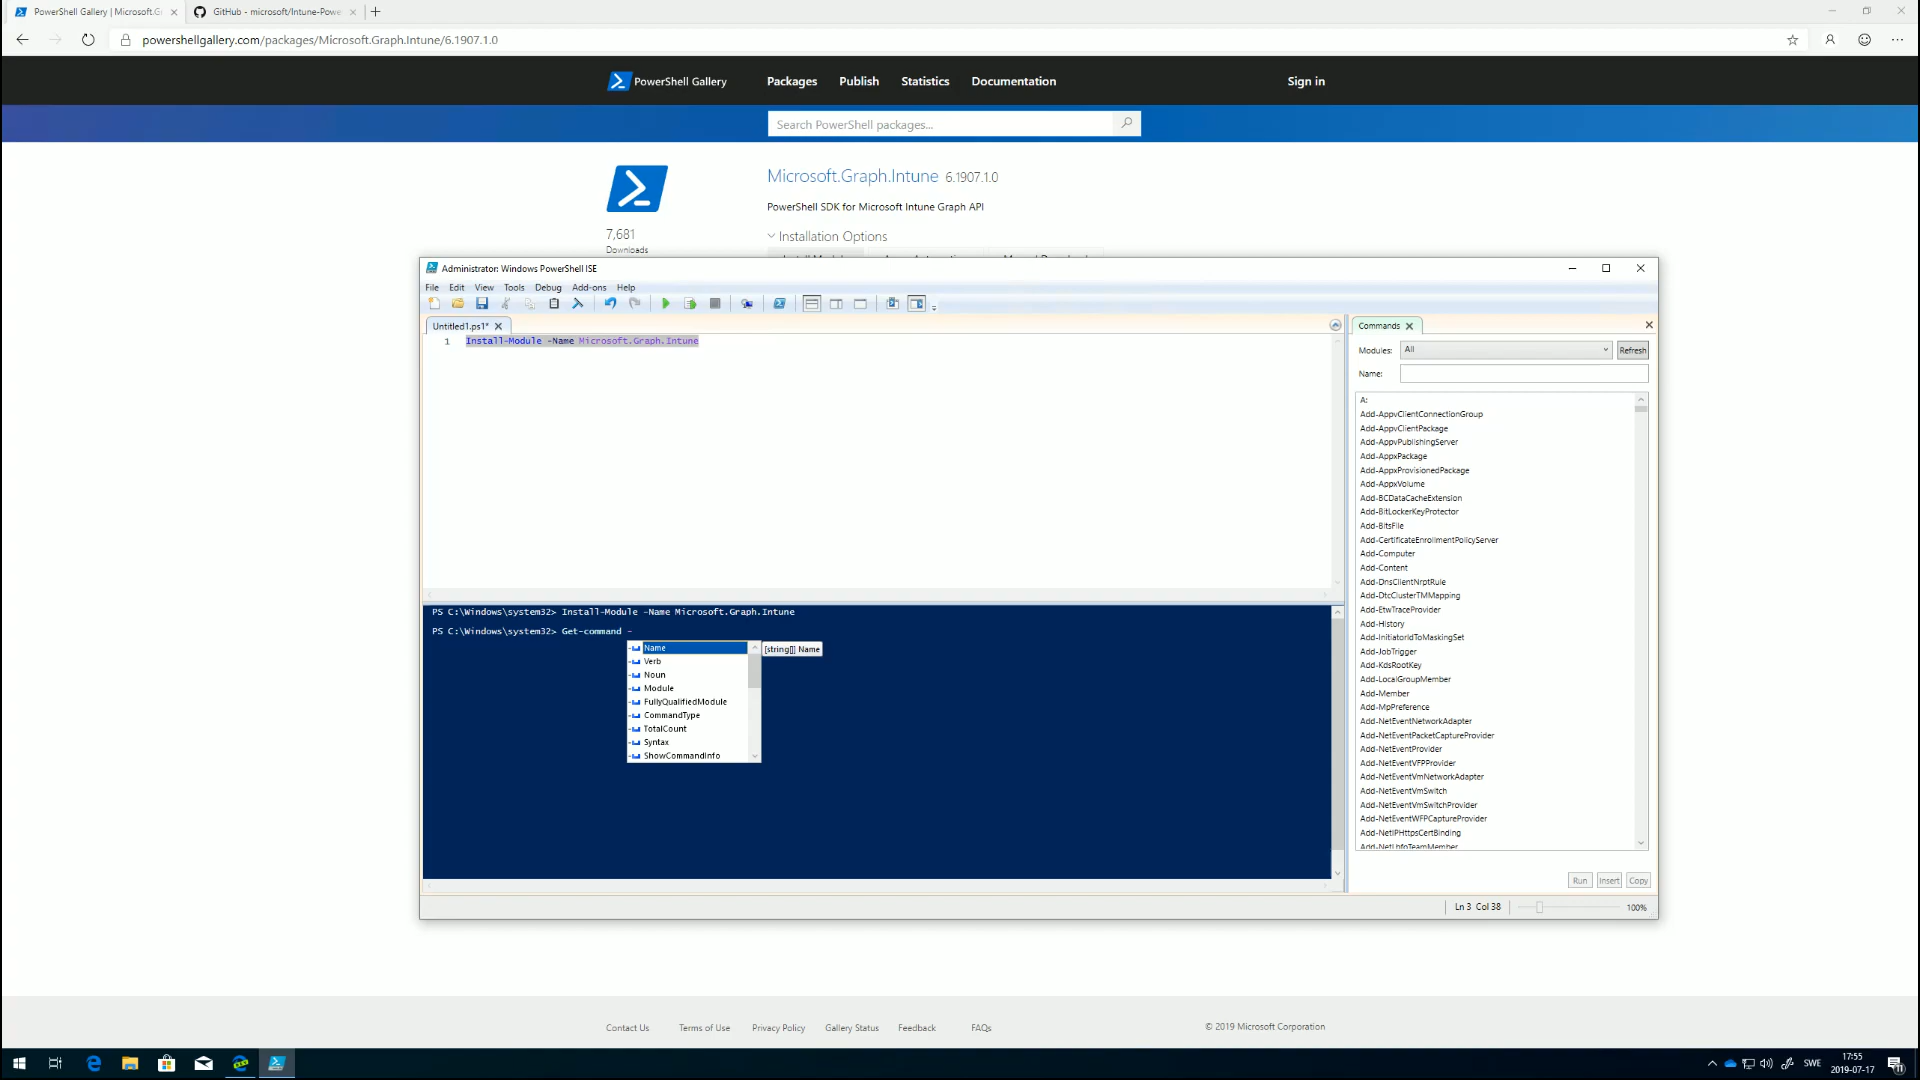 PowerShell Gallery | Microsoft.G
GitHub - microsoft/Intune-Powe
powershellgallery.com/packages/Microsoft.Graph.Intune/6.1907.1.0
PowerShell Gallery
Packages
Publish
Statistics
Documentation
Sign in
Search PowerShell packages...
Microsoft.Graph.Intune 6.1907.1.0
PowerShell SDK for Microsoft Intune Graph API
7,681
Downloads
Installation Options
Administrator: Windows PowerShell ISE
File Edit View Tools Debug Add-ons Help
Untitled1.ps1*
1 Install-Module -Name Microsoft.Graph.Intune
PS C:\Windows\system32> Install-Module -Name Microsoft.Graph.Intune
PS C:\Windows\system32> Get-command -
Name
[string[]] Name
Verb
Noun
Module
FullyQualifiedModule
CommandType
TotalCount
Syntax
ShowCommandInfo
Commands
Modules: All Refresh
Name:
A:
Add-AppvClientConnectionGroup
Add-AppvClientPackage
Add-AppvPublishingServer
Add-AppxPackage
Add-AppxProvisionedPackage
Add-AppxVolume
Add-BCDataCacheExtension
Add-BitLockerKeyProtector
Add-BitsFile
Add-CertificateEnrollmentPolicyServer
Add-Computer
Add-Content
Add-DnsClientNrptRule
Add-DtcClusterTMMapping
Add-EtwTraceProvider
Add-History
Add-InitiatorIdToMaskingSet
Add-JobTrigger
Add-KdsRootKey
Add-LocalGroupMember
Add-Member
Add-MpPreference
Add-NetEventNetworkAdapter
Add-NetEventPacketCaptureProvider
Add-NetEventProvider
Add-NetEventVFPProvider
Add-NetEventVmNetworkAdapter
Add-NetEventVmSwitch
Add-NetEventVmSwitchProvider
Add-NetEventWFPCaptureProvider
Add-NetIPHttpsCertBinding
Add-NetLbfoTeamMember
Run Insert Copy
Ln 3 Col 38
100%
Contact Us
Terms of Use
Privacy Policy
Gallery Status
Feedback
FAQs
© 2019 Microsoft Corporation
SWE
17:55
2019-07-17